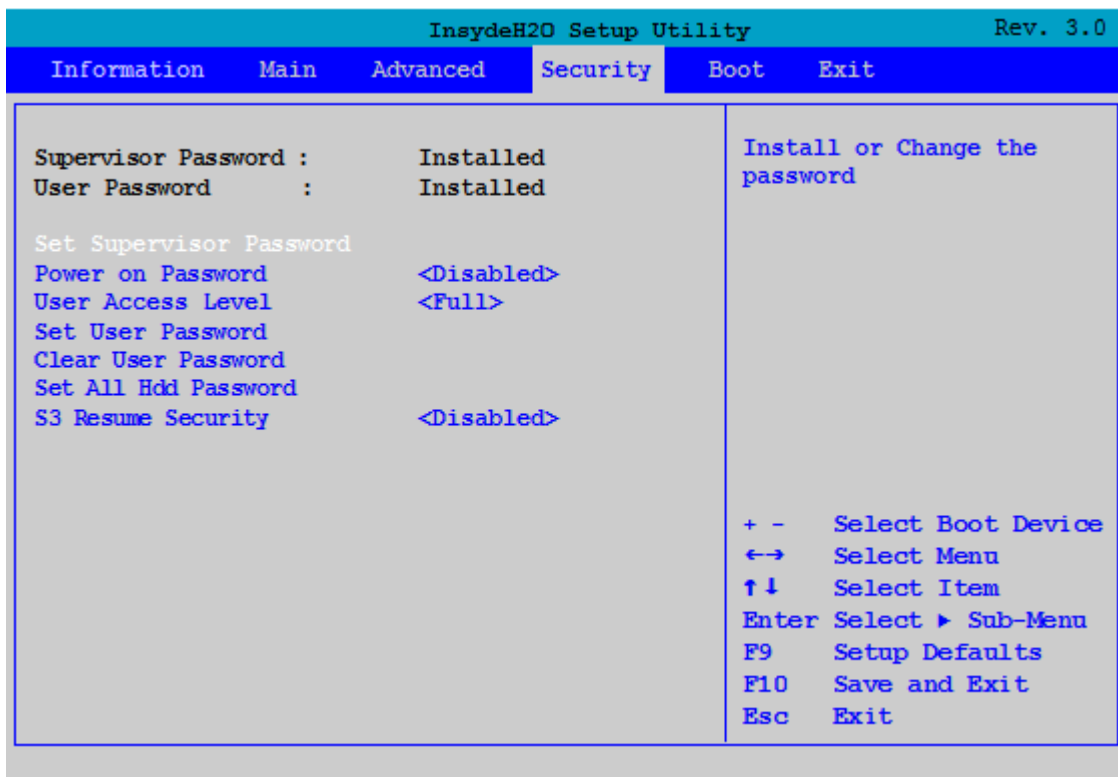 InsydeH2O Setup Utility Rev. 3.0
Information Main Advanced Security Boot Exit
Supervisor Password : Installed
User Password : Installed
Set Supervisor Password
Power on Password <Disabled>
User Access Level <Full>
Set User Password
Clear User Password
Set All Hdd Password
S3 Resume Security <Disabled>
Install or Change the
password
+ - Select Boot Device
←→ Select Menu
↑↓ Select Item
Enter Select ▶ Sub-Menu
F9 Setup Defaults
F10 Save and Exit
Esc Exit